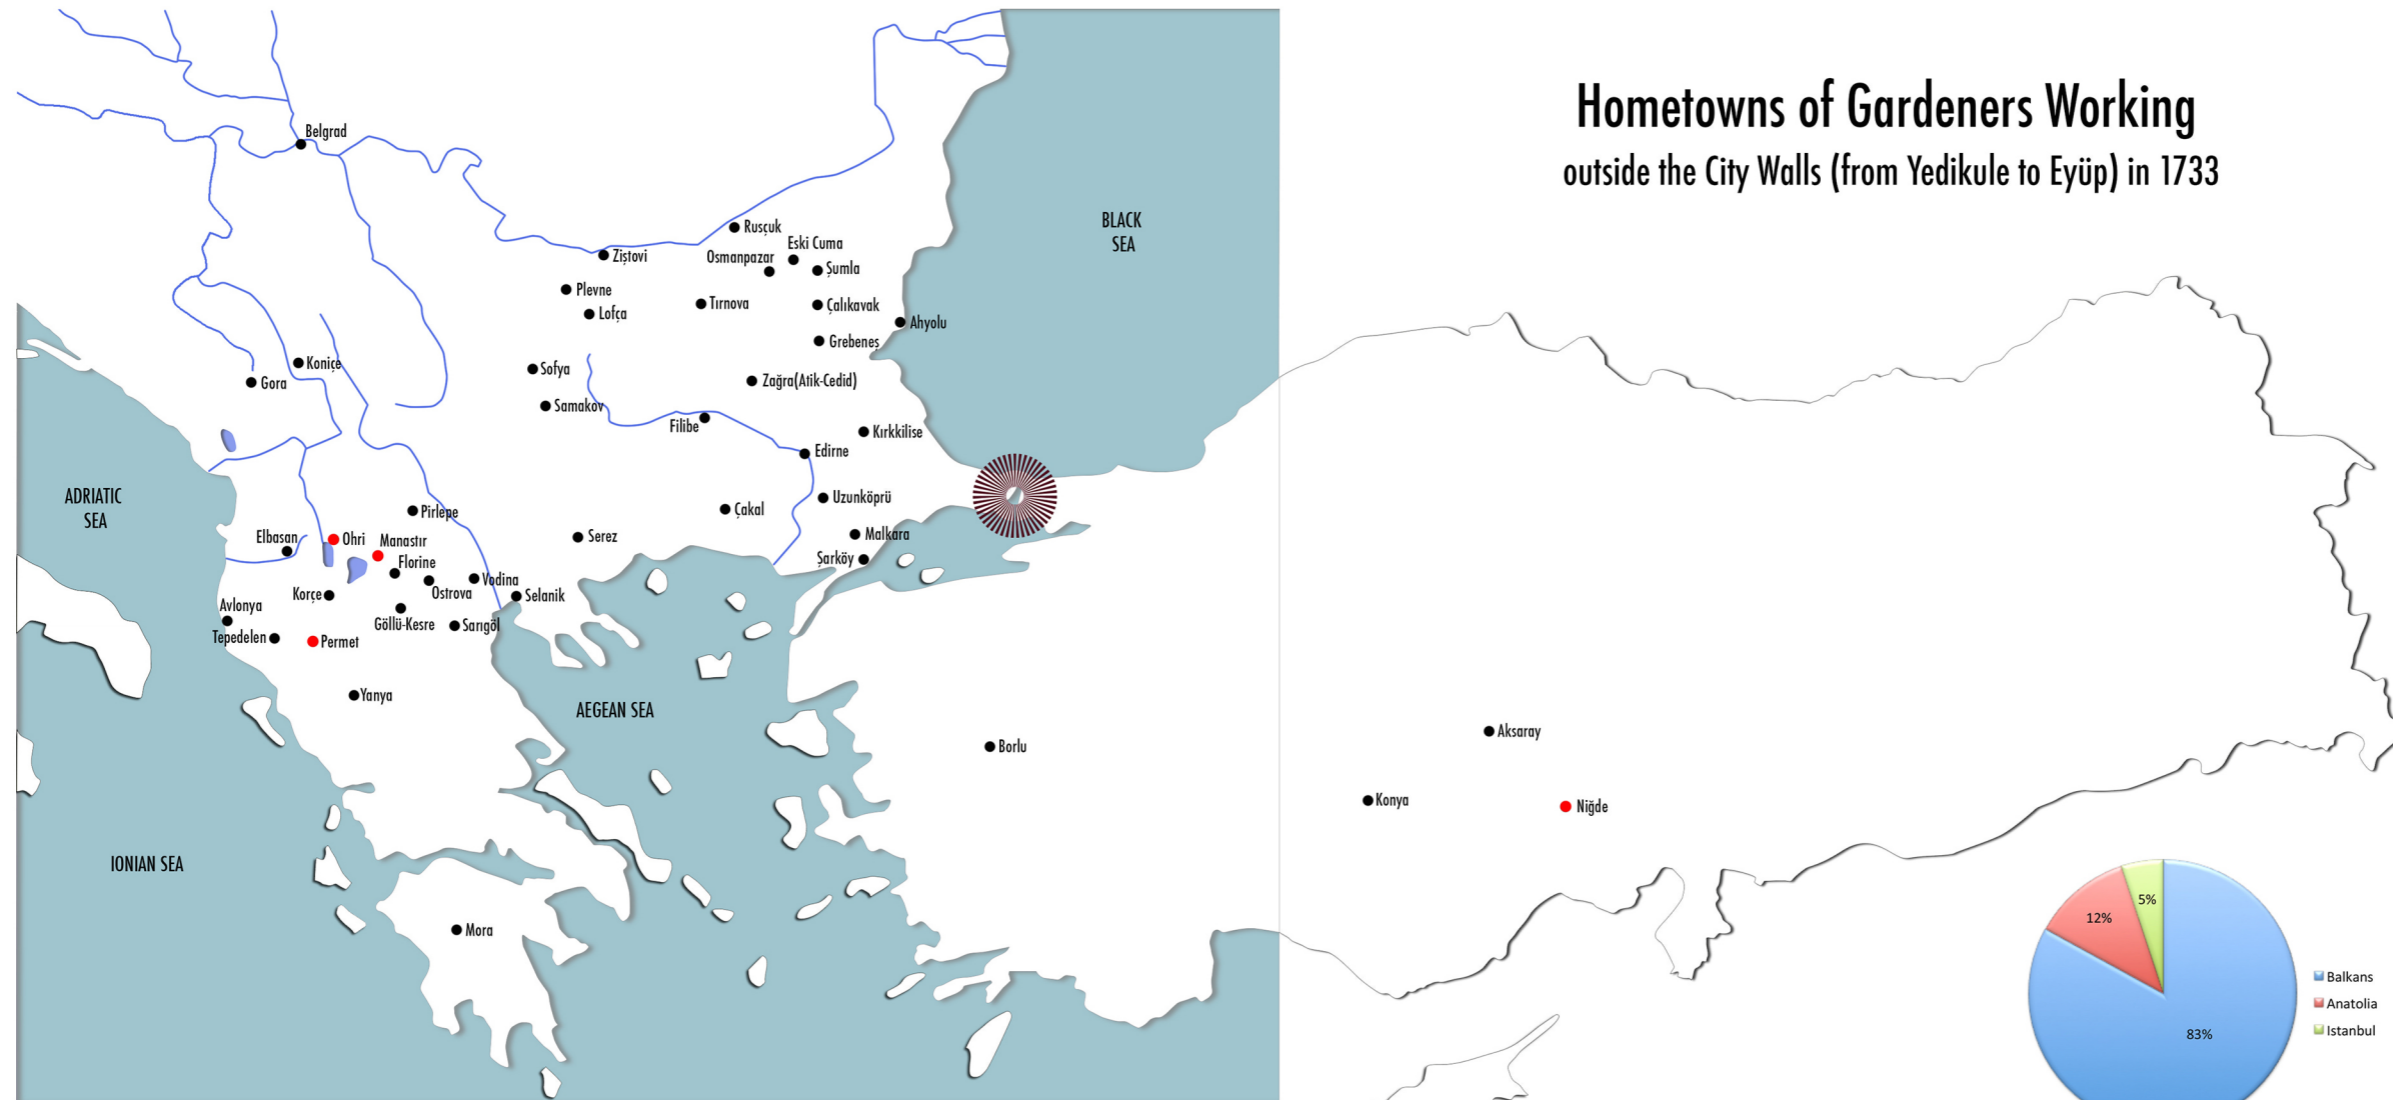 Hometowns of Gardeners Working
outside the City Walls (from Yedikule to Eyüp) in 1733
Belgrad
BLACK
SEA
Rusçuk
Eski Cuma
Ziştovi
Osmanpazar
Şumla
Plevne
Tırnova
Çalıkavak
Lofça
Ahyolu
Grebeneş
Koniçe
Sofya
Gora
Zağra(Atik-Cedid)
Samakov
Filibe
Kırkkilise
Edirne
ADRIATIC
SEA
Uzunköprü
Pirlepe
Çakal
Elbasan
Ohri
Manastır
Serez
Malkara
Florine
Şarköy
Vodina
Korçe
Ostrova
Selanik
Avlonya
Göllü-Kesre
Sarıgöl
Tepedelen
Permet
Yanya
AEGEAN SEA
Borlu
Aksaray
Konya
Niğde
IONIAN SEA
Mora
5%
12%
83%
Balkans
Anatolia
Istanbul